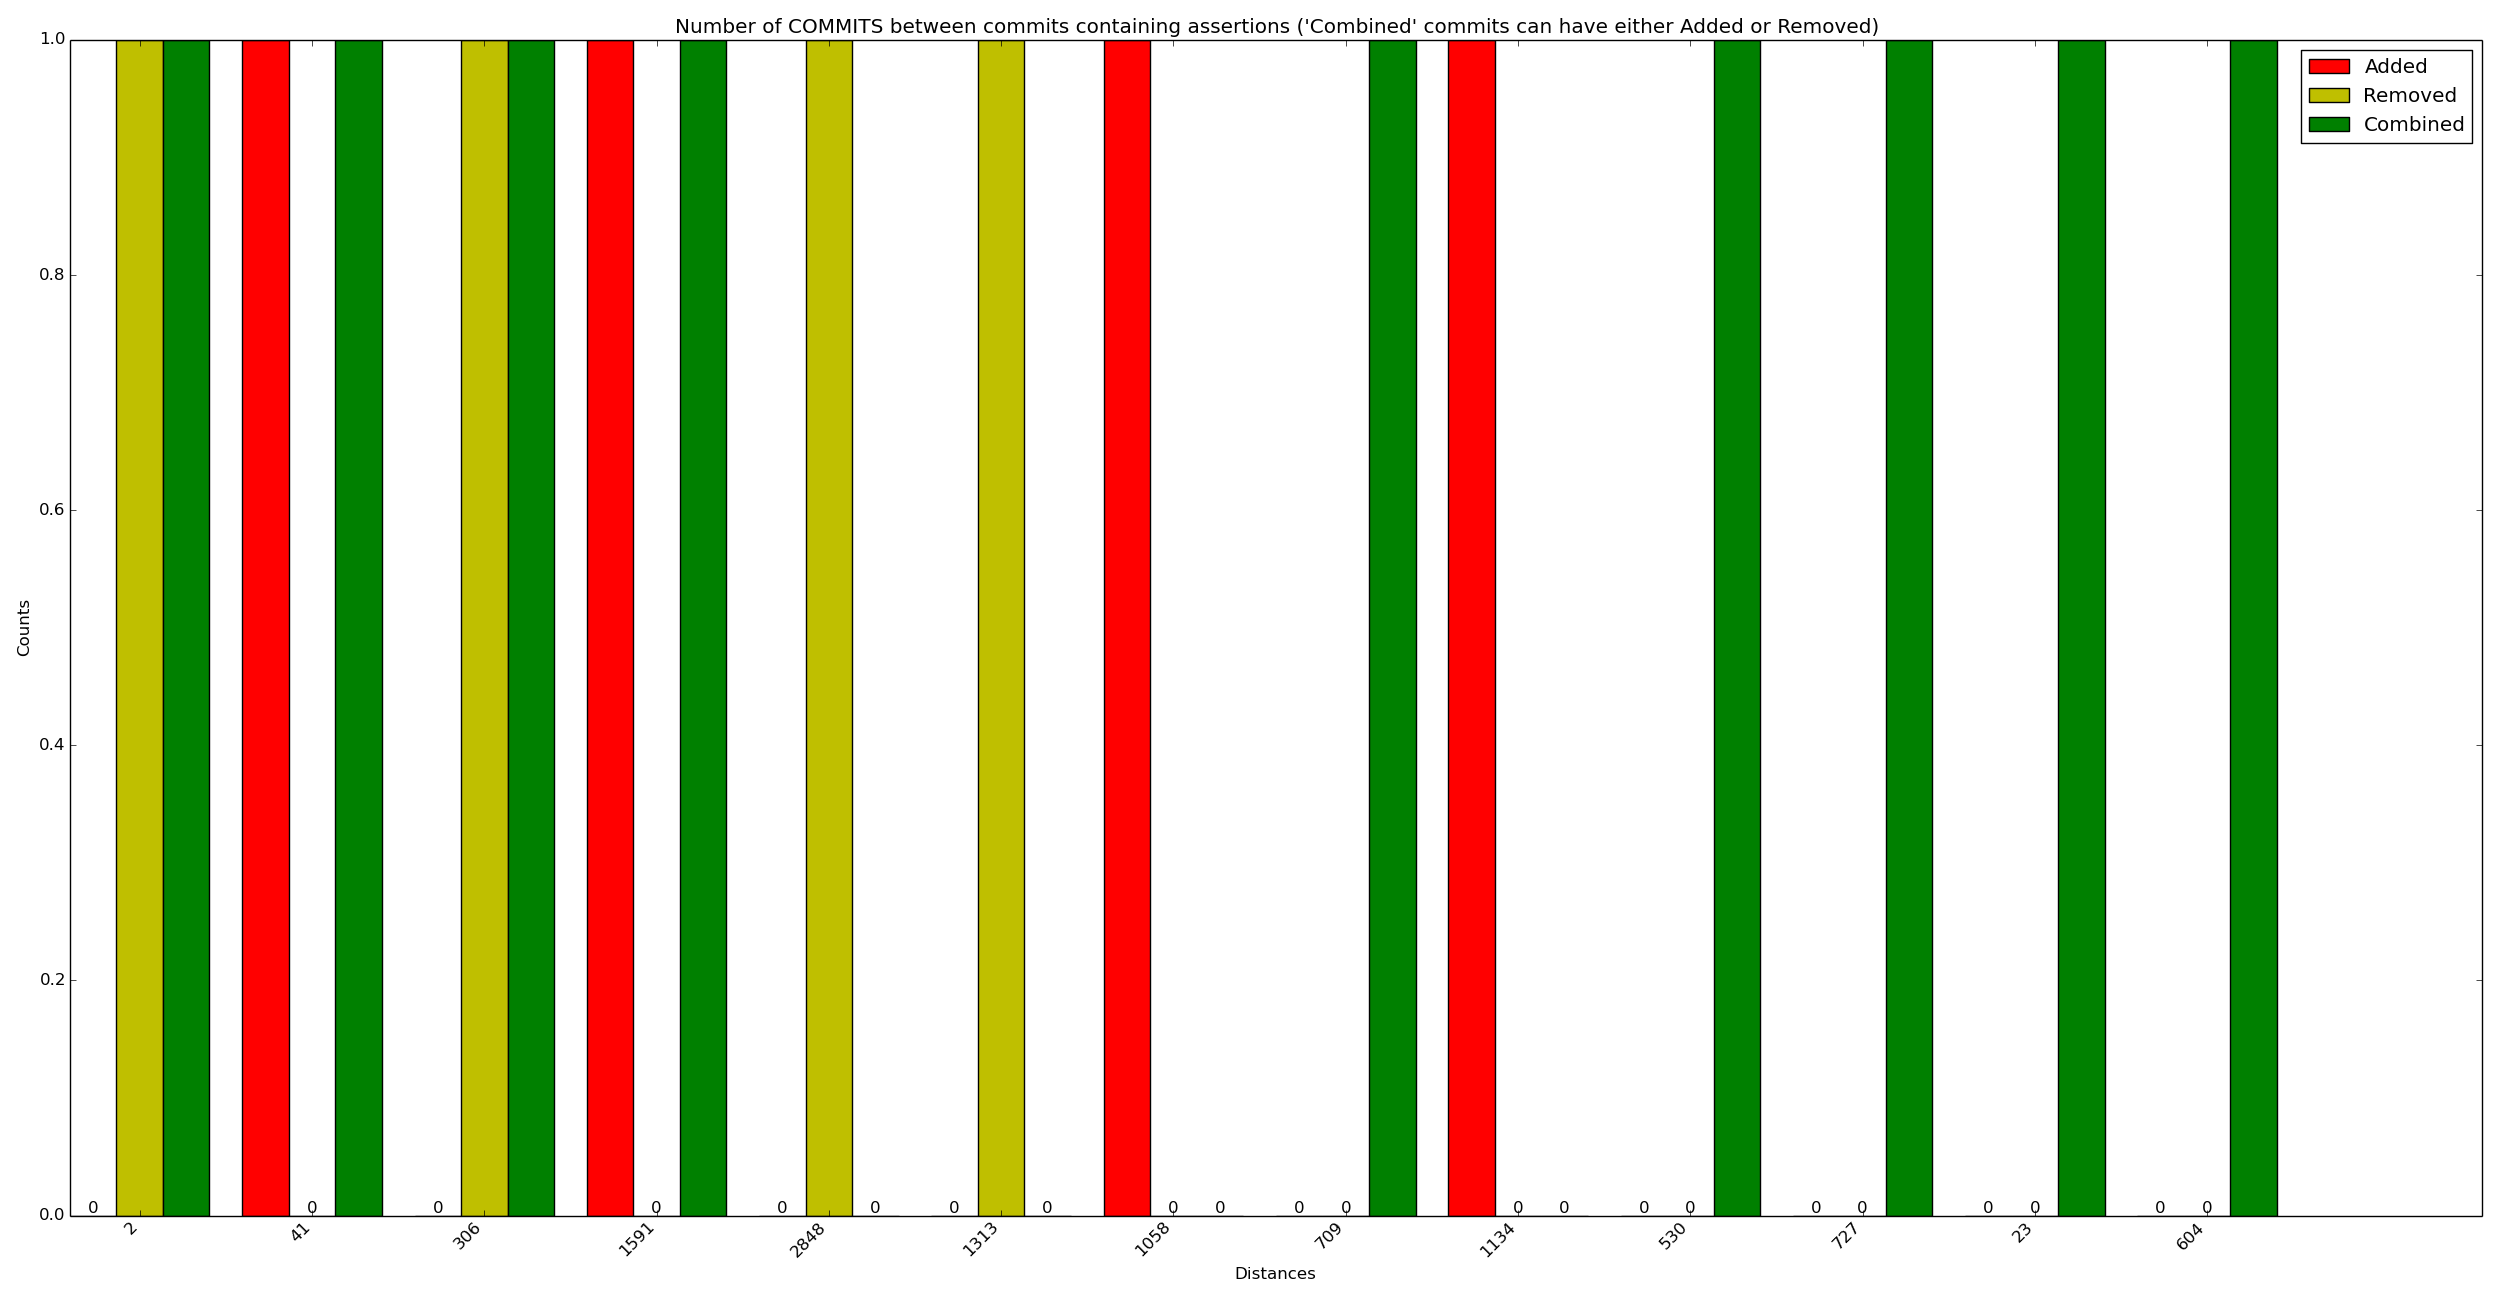 Number of COMMITS between commits containing assertions ('Combined' commits can have either Added or Removed)
1.0
0.8
0.6
0.4
0.2
0.0
Counts
Added
Removed
Combined
0 0 0 0 0 0 0 0 0 0 0 0 0 0 0 0 0 0 0 0 0 0
2 41 306 1591 2848 1313 1058 709 1134 530 727 23 604
Distances